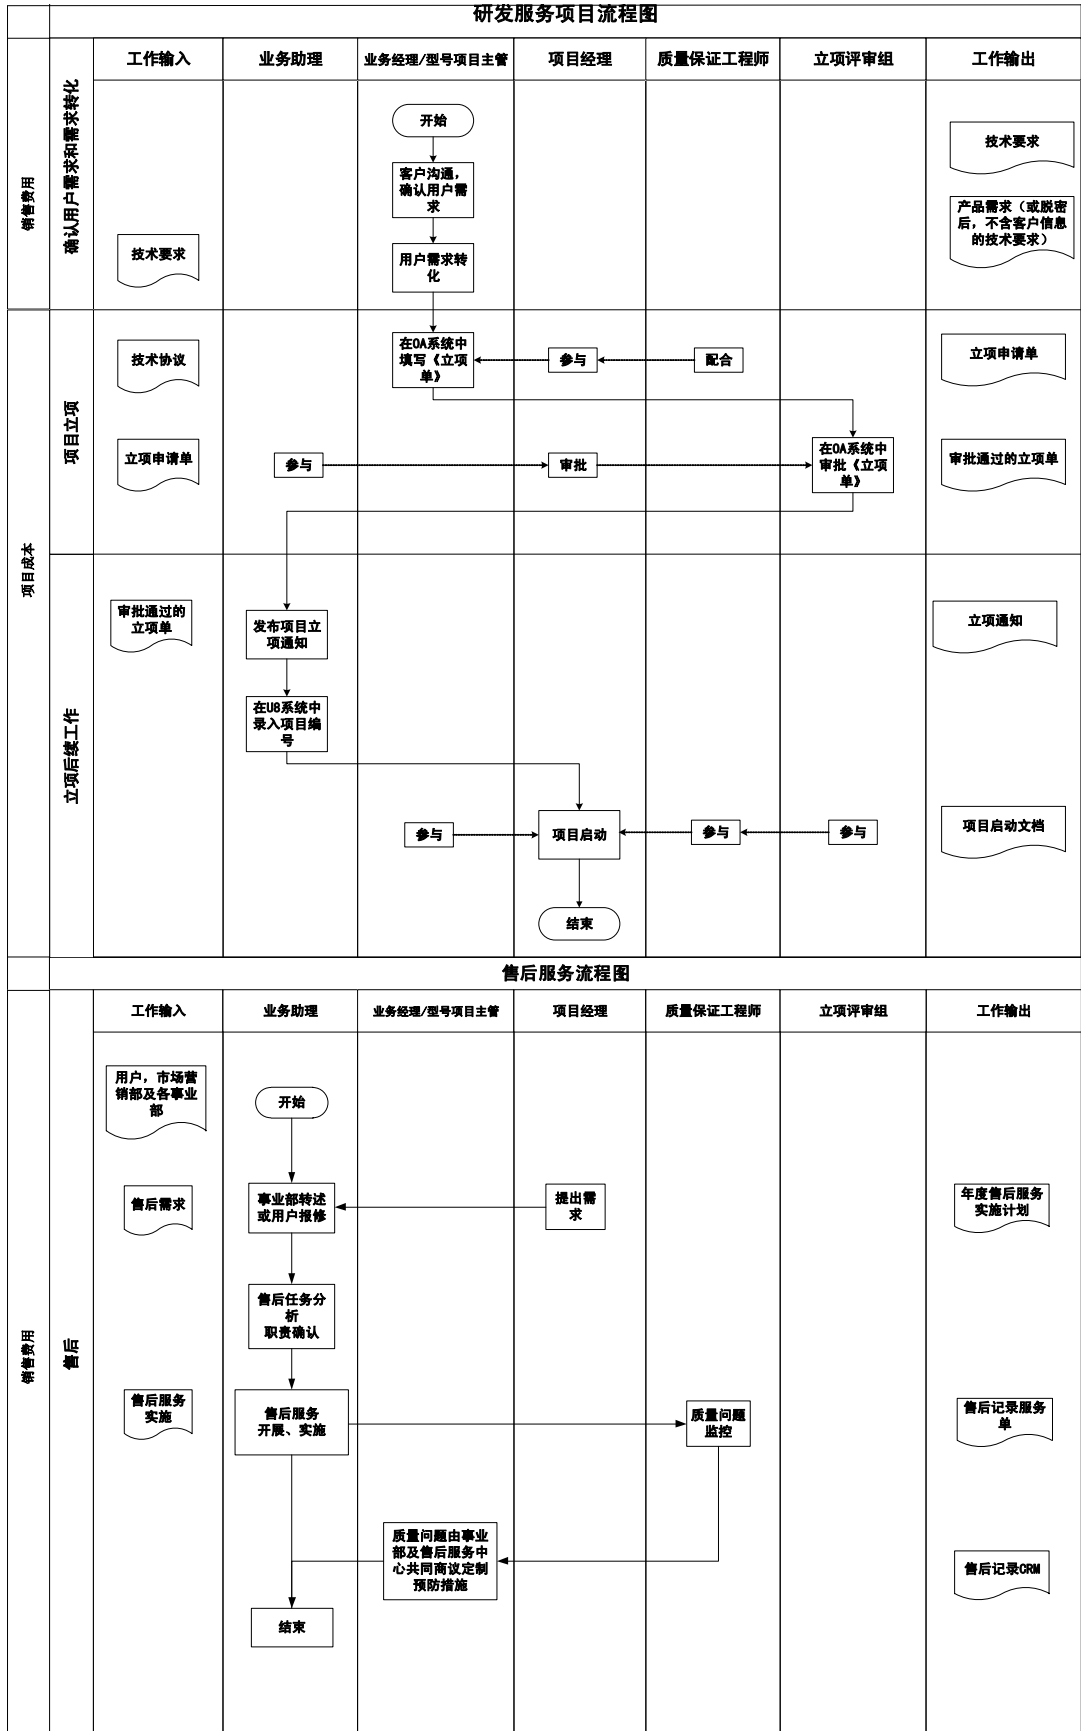 研发服务项目流程图
工作输入
业务助理
业务经理/型号项目主管
项目经理
质量保证工程师
立项评审组
工作输出
销售费用
确认用户需求和需求转化
开始
技术要求
客户沟通，
确认用户需
求
产品需求（或脱密
后，不含客户信息
的技术要求）
技术要求
用户需求转
化
项目成本
项目立项
技术协议
在OA系统中
填写《立项
单》
参与
配合
立项申请单
立项申请单
参与
审批
在OA系统中
审批《立项
单》
审批通过的立项单
立项后续工作
审批通过的
立项单
发布项目立
项通知
立项通知
在U8系统中
录入项目编
号
参与
项目启动
参与
参与
项目启动文档
结束
售后服务流程图
工作输入
业务助理
业务经理/型号项目主管
项目经理
质量保证工程师
立项评审组
工作输出
销售费用
售后
用户，市场营
销部及各事业
部
开始
售后需求
事业部转述
或用户报修
提出需
求
年度售后服务
实施计划
售后任务分
析
职责确认
售后服务
实施
售后服务
开展、实施
质量问题
监控
售后记录服务
单
质量问题由事业
部及售后服务中
心共同商议定制
预防措施
售后记录CRM
结束